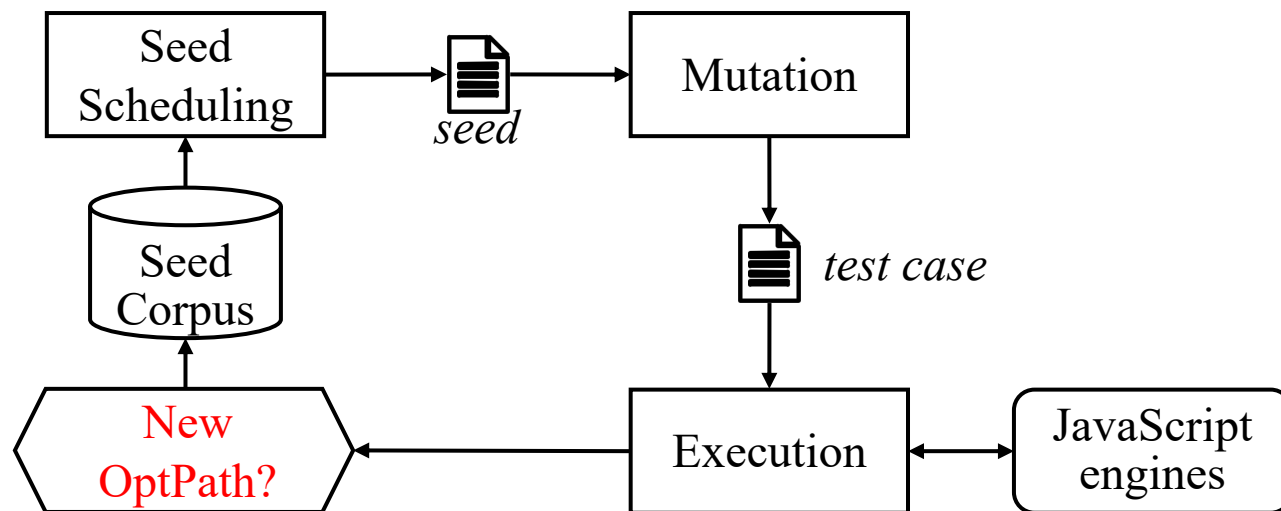 Seed
Scheduling
seed
Mutation
test case
Seed
Corpus
New
OptPath?
Execution
JavaScript
engines